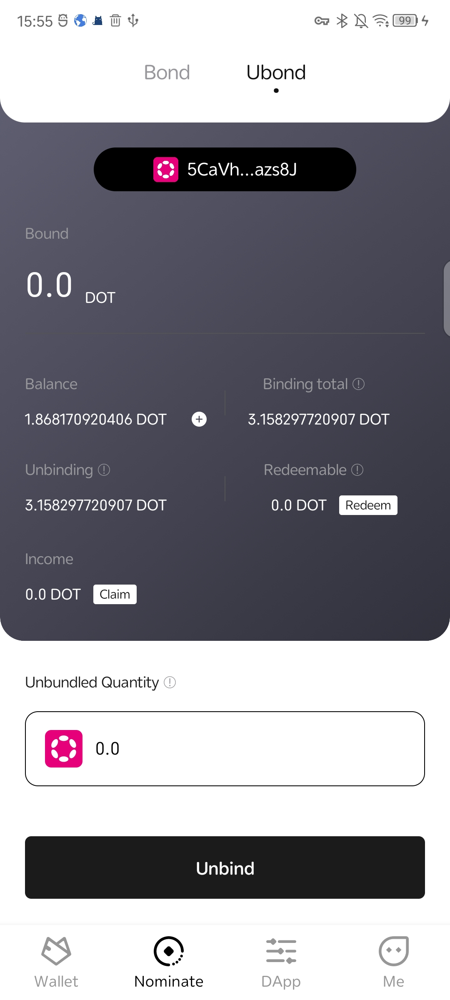 15:55
99
Bond
Ubond
5CaVh...azs8J
Bound
0.0 DOT
Balance
Binding total
1.868170920406 DOT
3.158297720907 DOT
Unbinding
Redeemable
3.158297720907 DOT
0.0 DOT
Redeem
Income
0.0 DOT
Claim
Unbundled Quantity
0.0
Unbind
Wallet
Nominate
DApp
Me